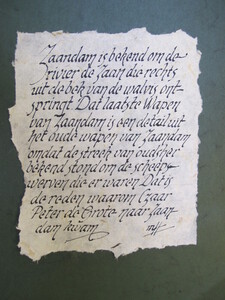 Zaandam is bekend om de
rivier de Zaan die rechts
uit de bek van de walvis ont-
springt Dat laatste Wapen
van Zaandam is een detail uit
het oude wapen van Zaandam
omdat de streek van oudsher
bekend stond om de scheeps
werven die er waren Dat is
de reden waarom Czaar
Peter de Grote naar Zaan
dam kwam